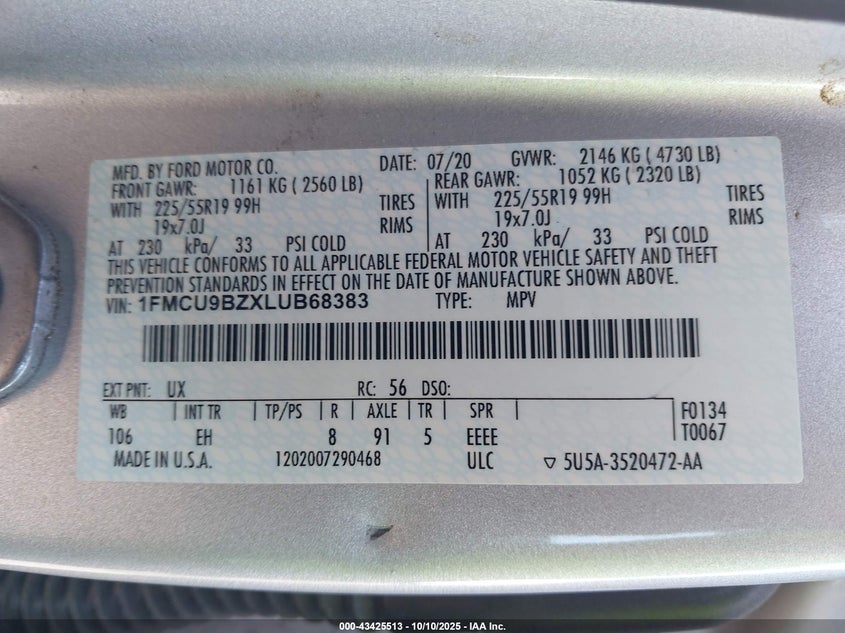 MFD. BY FORD MOTOR CO. DATE: 07/20 GVWR: 2146 KG ( 4730 LB)
FRONT GAWR: 1161 KG ( 2560 LB) REAR GAWR: 1052 KG ( 2320 LB)
WITH 225/55R19 99H TIRES WITH 225/55R19 99H TIRES
19x7.0J RIMS 19x7.0J RIMS
AT 230 kPa/ 33 PSI COLD AT 230 kPa/ 33 PSI COLD
THIS VEHICLE CONFORMS TO ALL APPLICABLE FEDERAL MOTOR VEHICLE SAFETY AND THEFT
PREVENTION STANDARDS IN EFFECT ON THE DATE OF MANUFACTURE SHOWN ABOVE.
VIN: 1FMCU9BZXLUB68383 TYPE: MPV
EXT PNT: UX RC: 56 DSO:
WB INT TR TP/PS R AXLE TR SPR F0134
106 EH 8 91 5 EEEE T0067
MADE IN U.S.A. 1202007290468 ULC 5U5A-3520472-AA
000-43425513 - 10/10/2025 - IAA Inc.